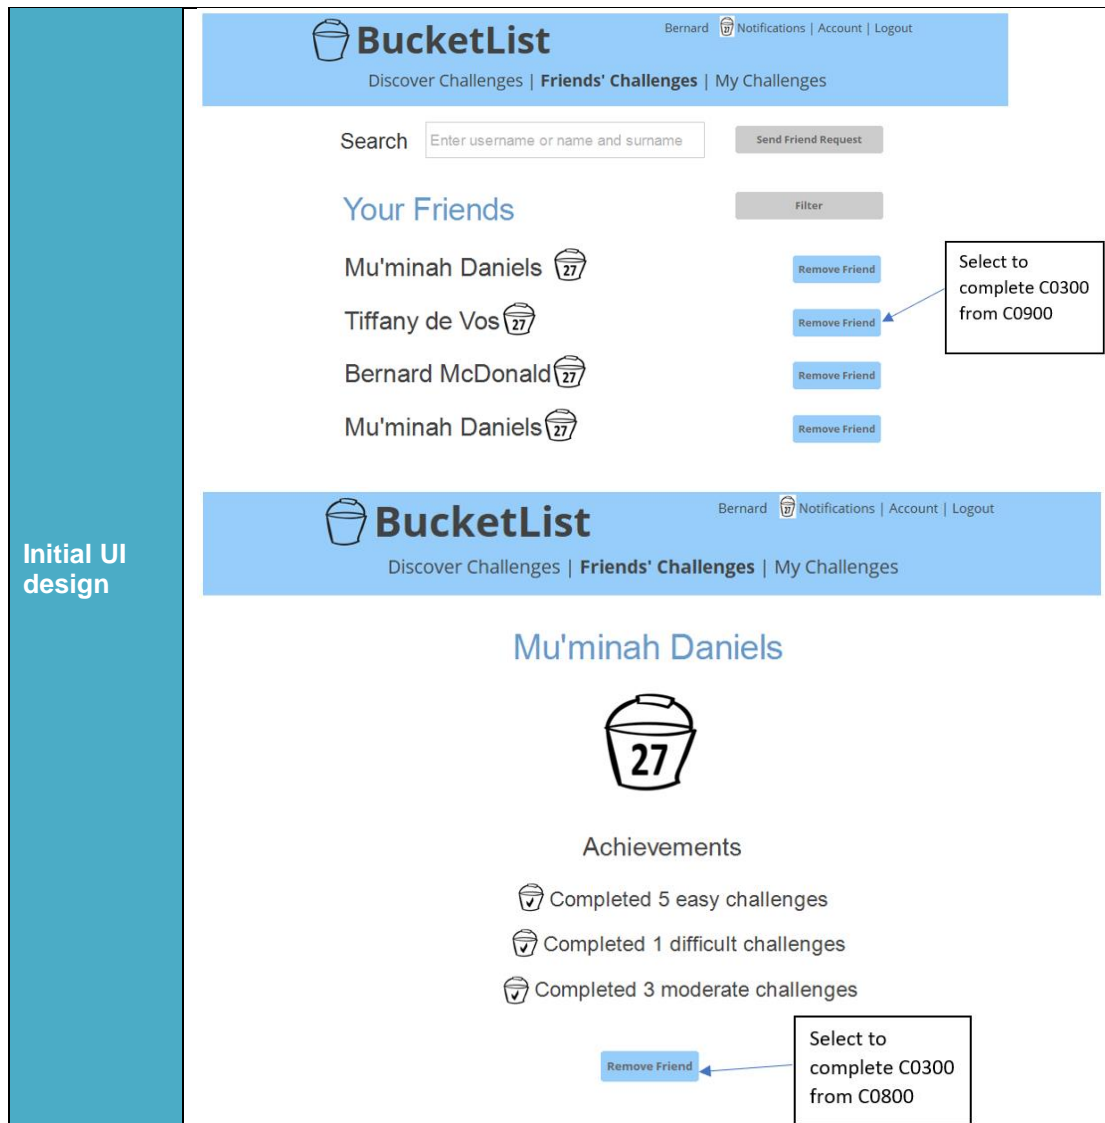 BucketList
Bernard 27 Notifications | Account | Logout
Discover Challenges | Friends' Challenges | My Challenges
Search Enter username or name and surname Send Friend Request
Your Friends Filter
Mu'minah Daniels 27 Remove Friend
Tiffany de Vos 27 Remove Friend
Bernard McDonald 27 Remove Friend
Mu'minah Daniels 27 Remove Friend
Select to
complete C0300
from C0900
Initial UI
design
BucketList
Bernard 27 Notifications | Account | Logout
Discover Challenges | Friends' Challenges | My Challenges
Mu'minah Daniels
27
Achievements
Completed 5 easy challenges
Completed 1 difficult challenges
Completed 3 moderate challenges
Remove Friend
Select to
complete C0300
from C0800